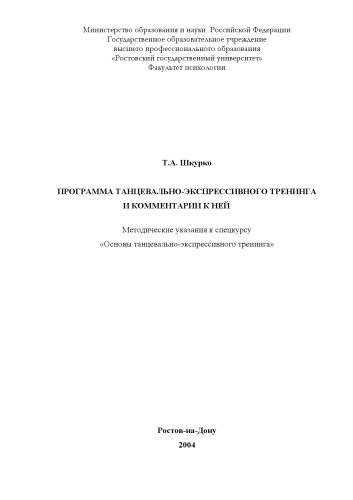 Министерство образования и науки  Российской Федерации
Государственное образовательное учреждение
высшего профессионального образования
«Ростовский государственный университет»
Факультет психологии
Т.А. Шкурко
ПРОГРАММА ТАНЦЕВАЛЬНО-ЭКСПРЕССИВНОГО ТРЕНИНГА
И КОММЕНТАРИИ К НЕЙ
Методические указания к спецкурсу
«Основы танцевально-экспрессивного тренинга»
Ростов-на-Дону
2004